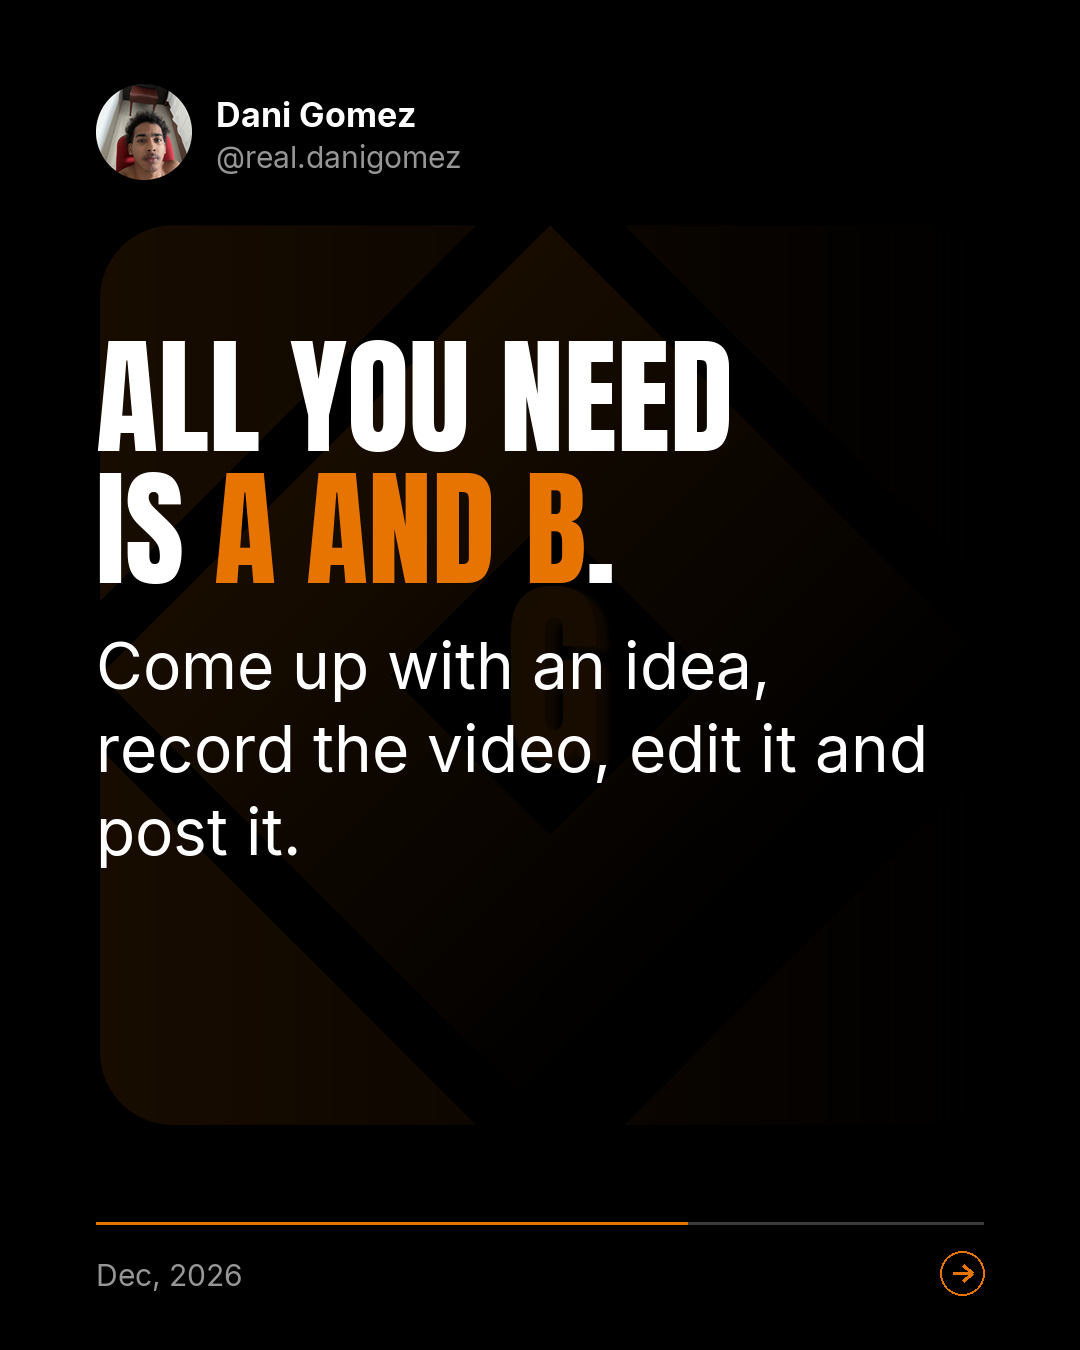 Dani Gomez
@real.danigomez
ALL YOU NEED
IS A AND B.
G
Come up with an idea,
record the video, edit it and
post it.
Dec, 2026